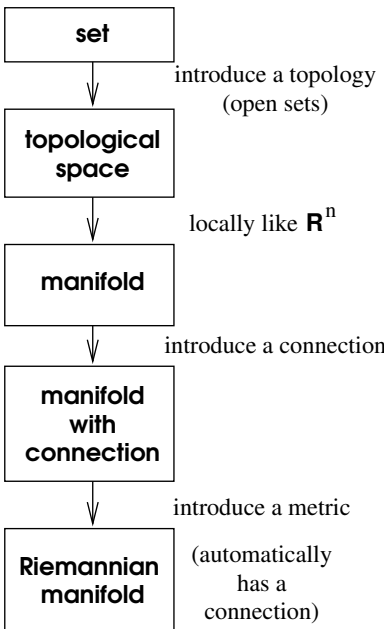 set
introduce a topology
(open sets)
topological
space
locally like R^n
manifold
introduce a connection
manifold
with
connection
introduce a metric
Riemannian
manifold
(automatically
has a
connection)